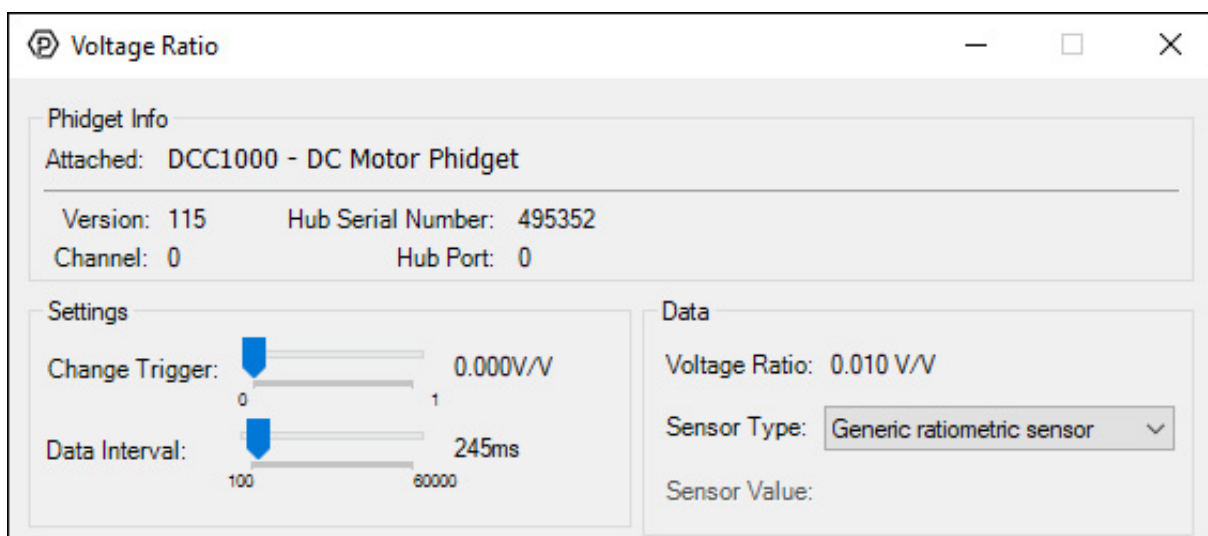 Voltage Ratio
Phidget Info
Attached: DCC1000 - DC Motor Phidget
Version: 115 Hub Serial Number: 495352
Channel: 0 Hub Port: 0
Settings
Change Trigger: 0.000V/V
0 1
Data Interval: 245ms
100 60000
Data
Voltage Ratio: 0.010 V/V
Sensor Type: Generic ratiometric sensor
Sensor Value: